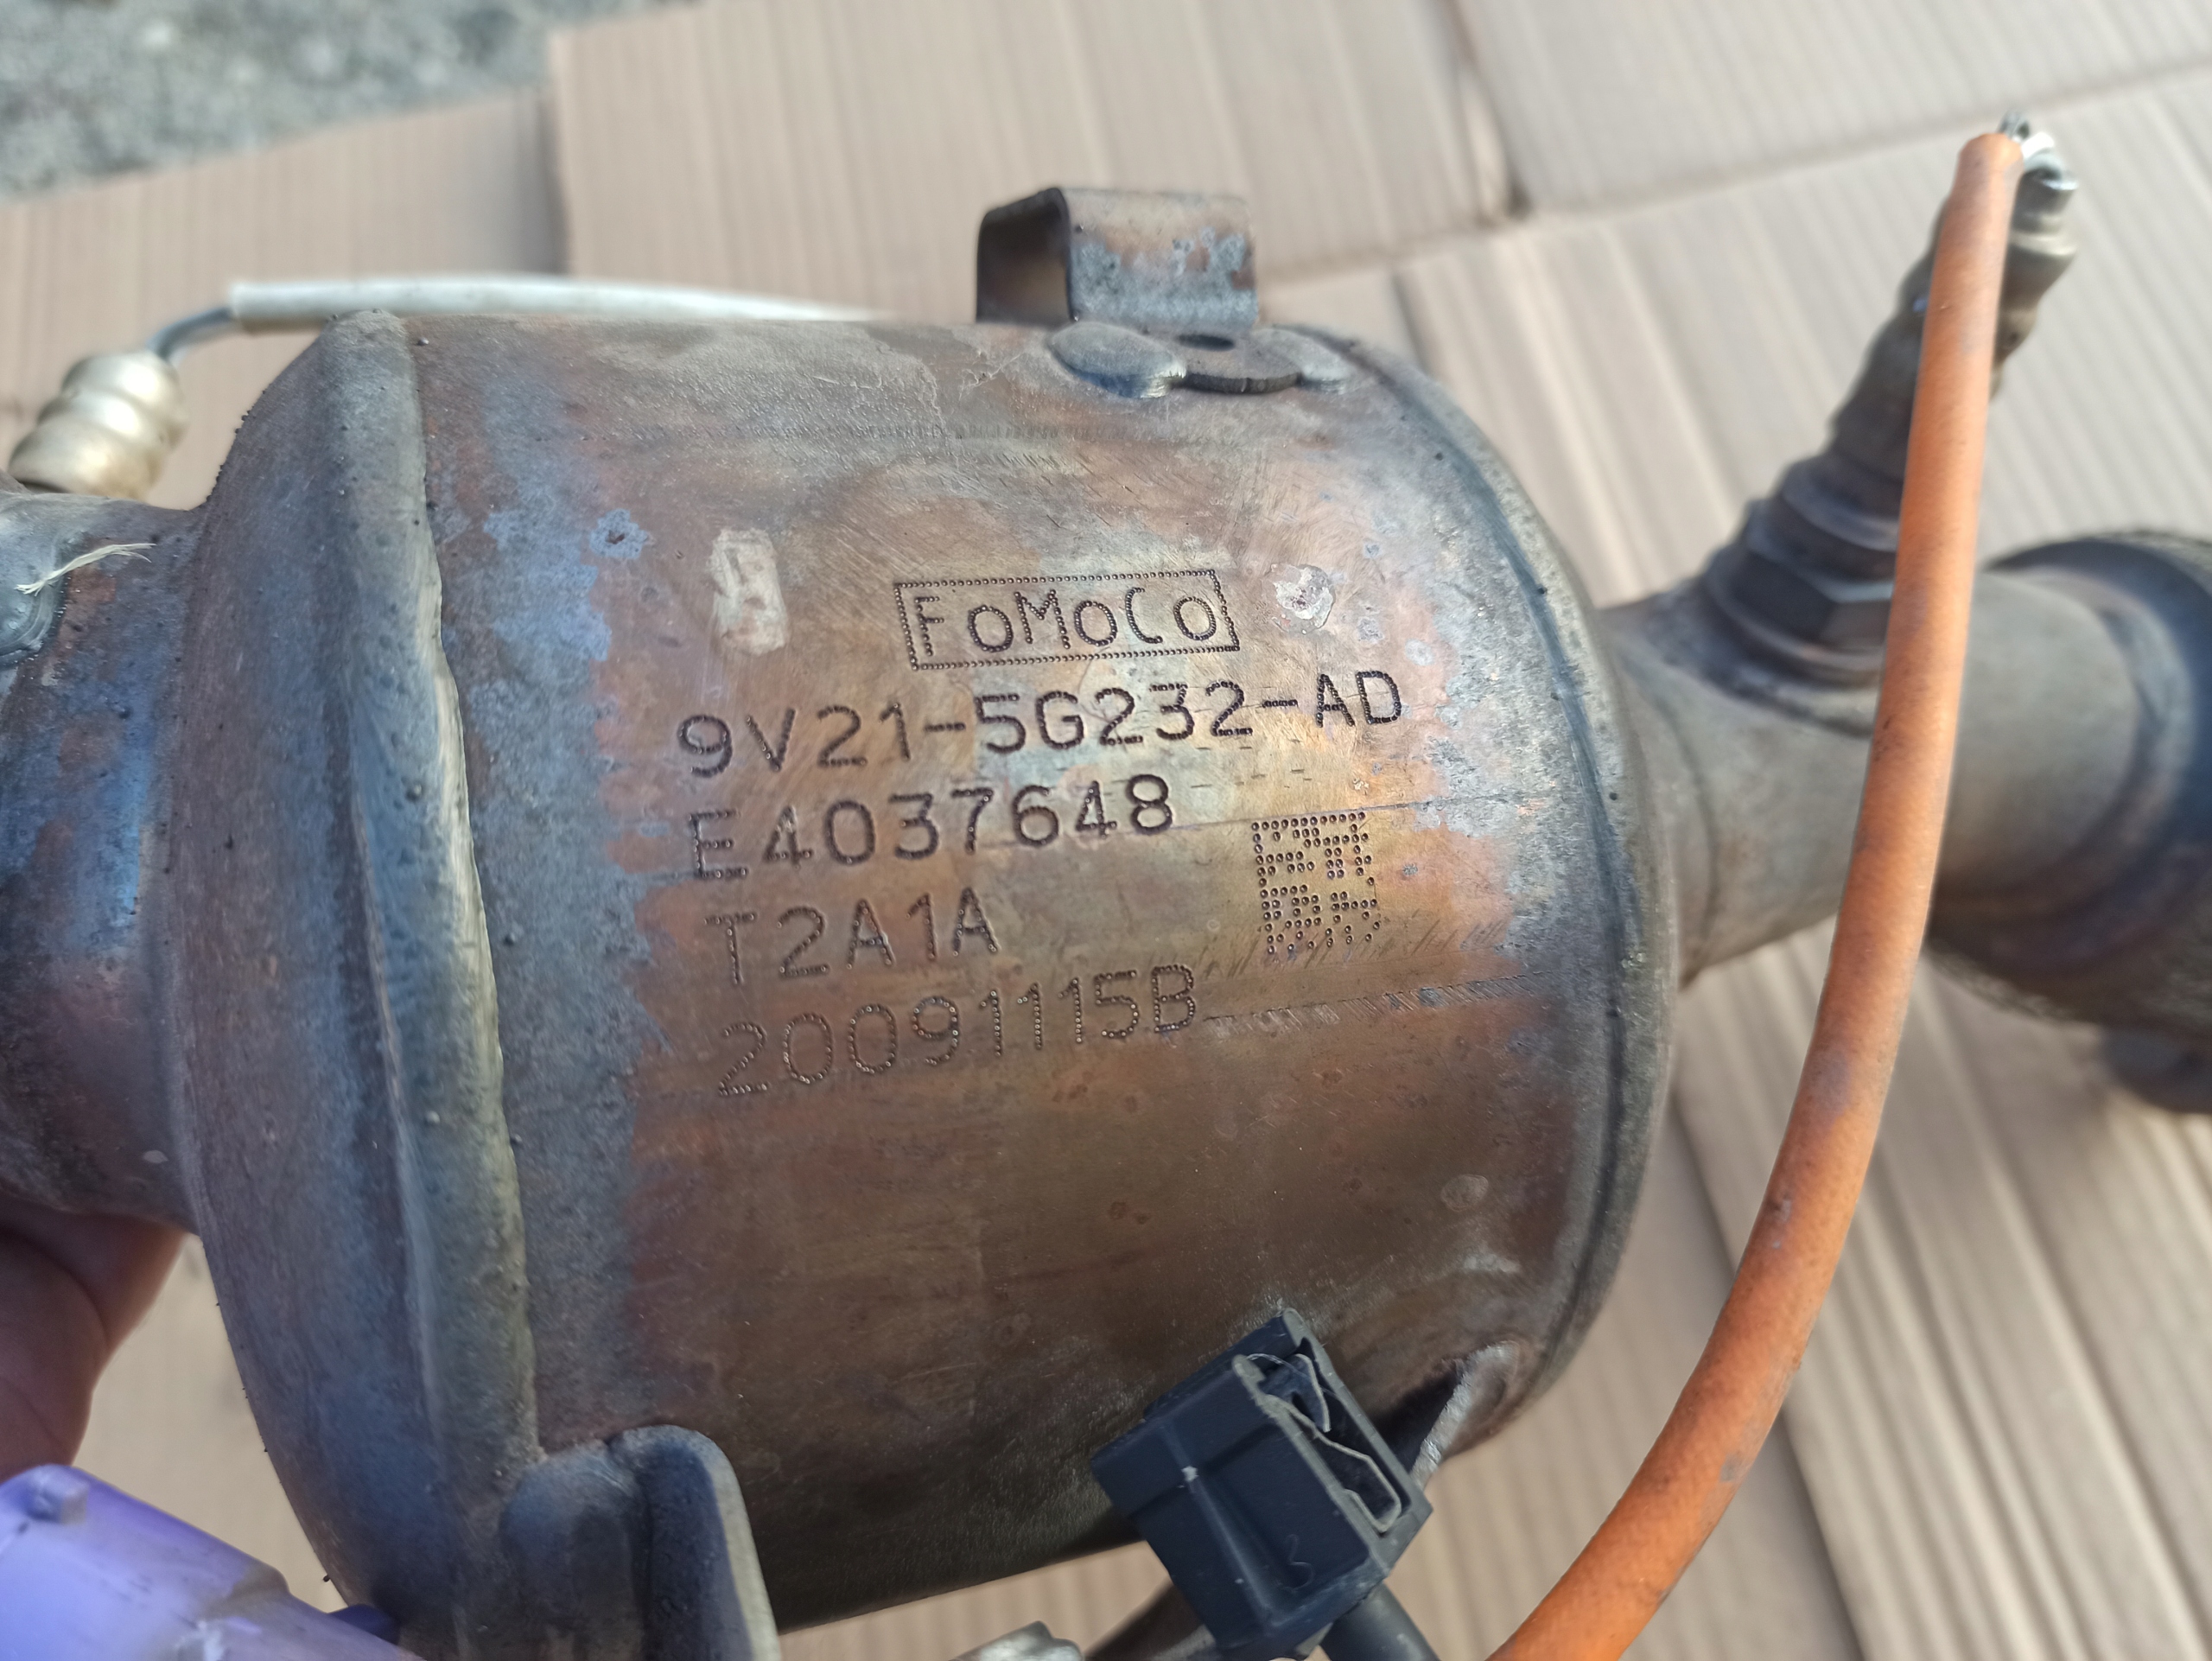 FoMoCo
9V21-5G232-AD
E4037648
T2A1A
20091115B